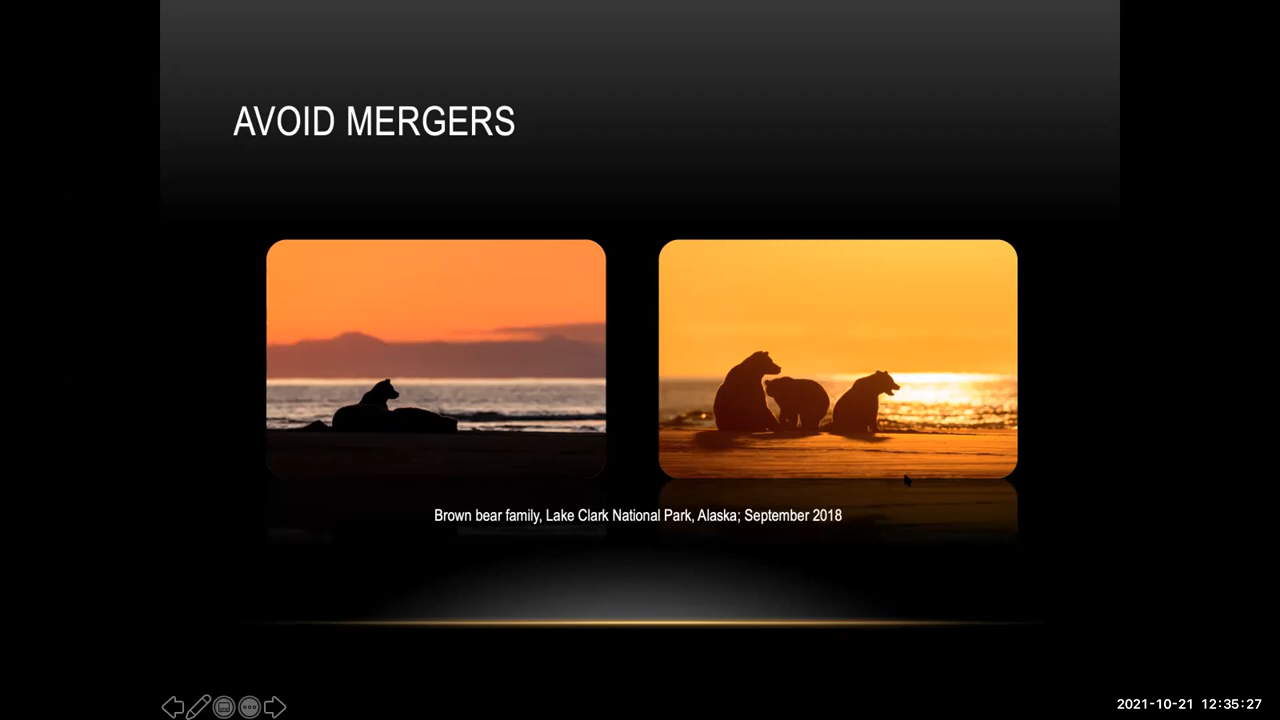 AVOID MERGERS
Brown bear family, Lake Clark National Park, Alaska; September 2018
2021-10-21 12:35:27